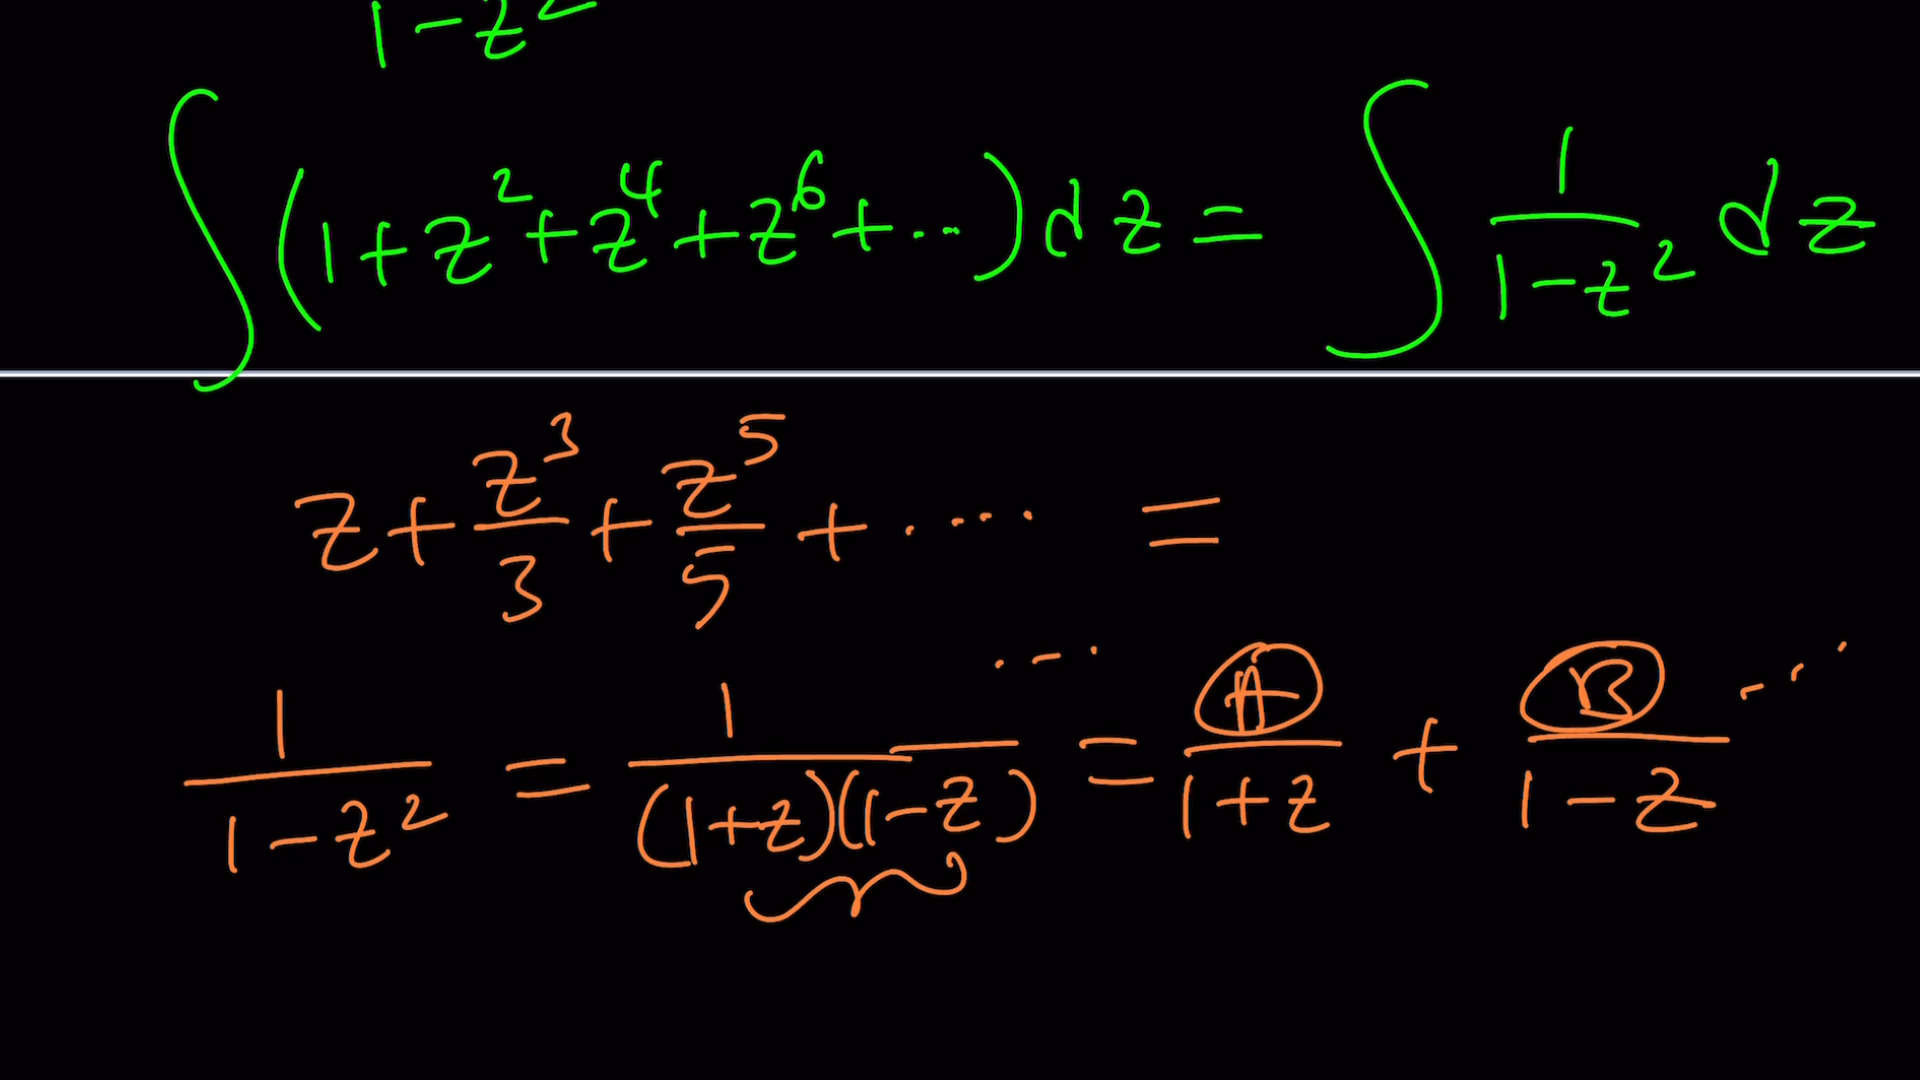 1-z²
∫(1+z²+z⁴+z⁶+...)dz = ∫ 1/(1-z²) dz
z + z³/3 + z⁵/5 + .... =
1/(1-z²) = 1/((1+z)(1-z)) ... = A/(1+z) + B/(1-z) ...